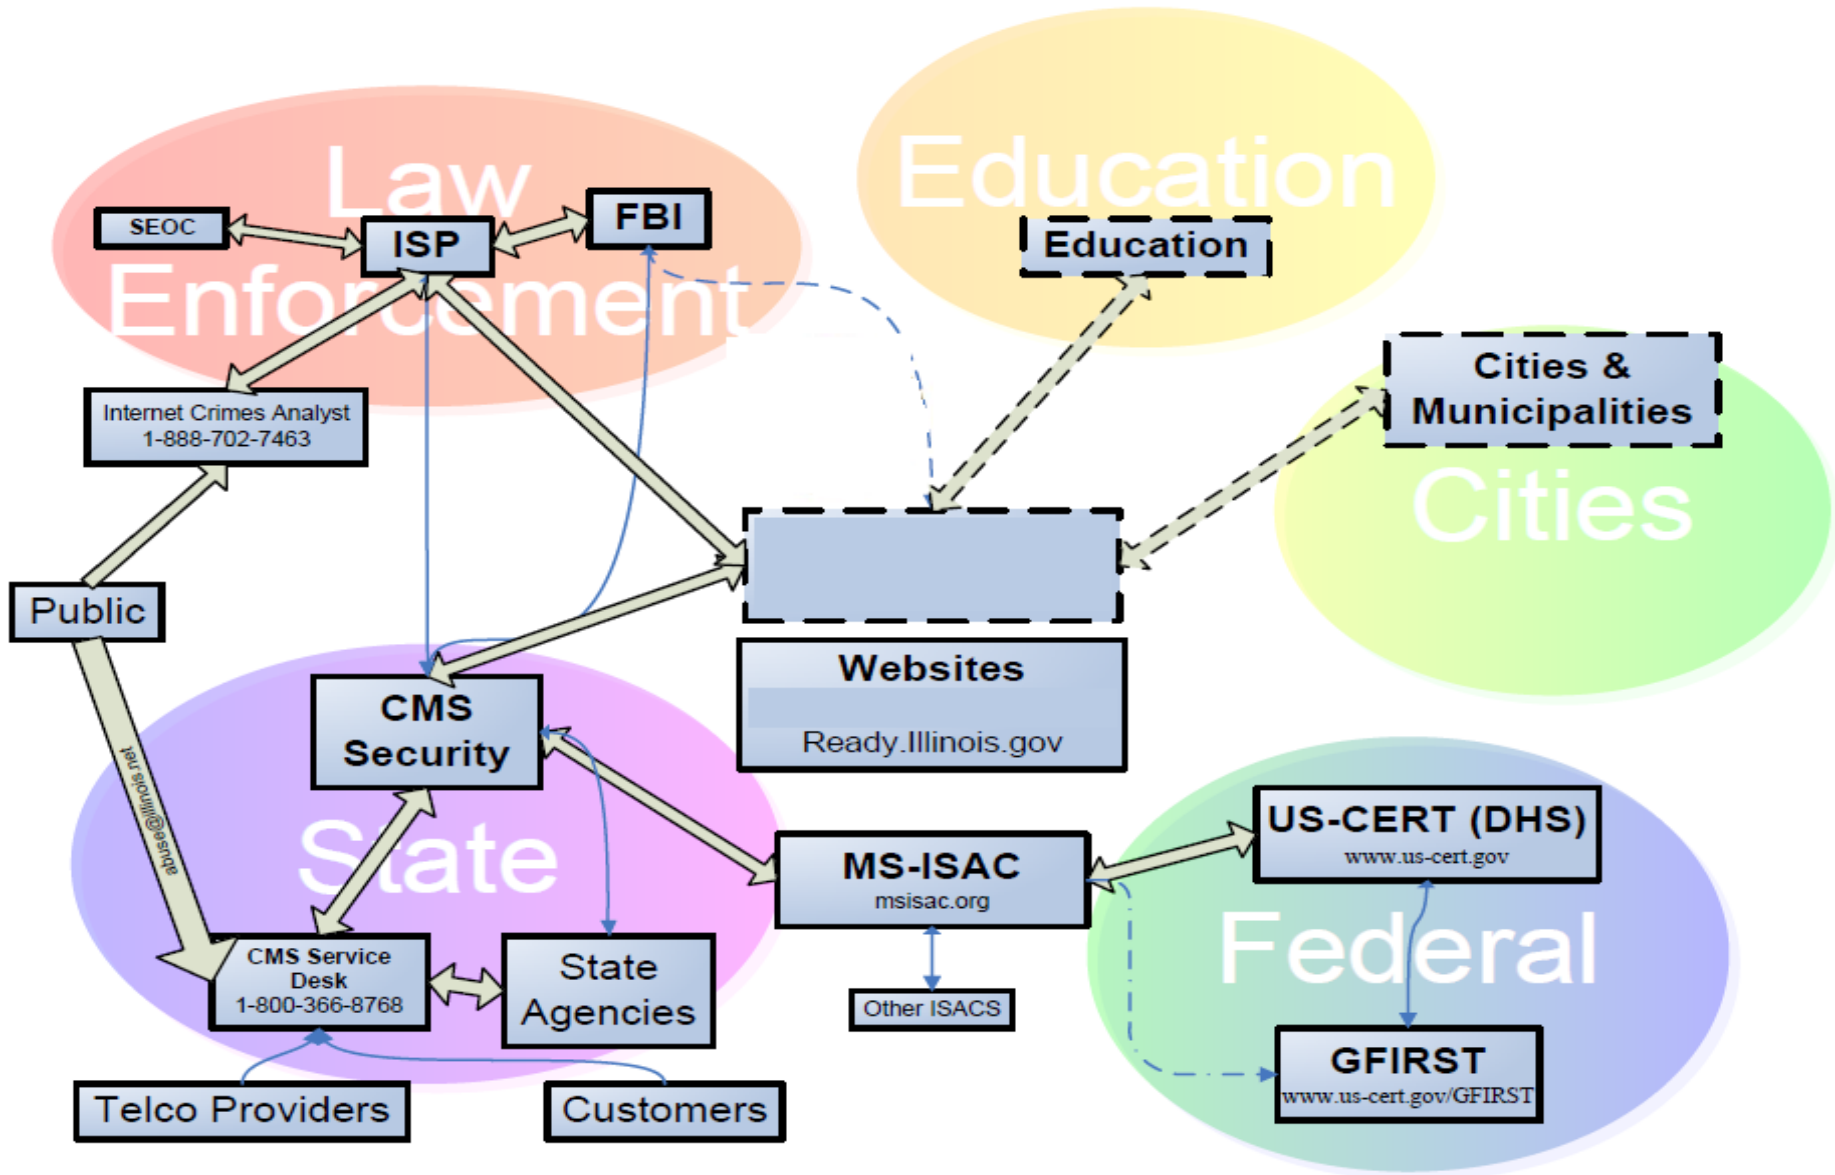 Law
Enforcement
SEOC
ISP
FBI
Internet Crimes Analyst
1-888-702-7463
Education
Education
Cities &
Municipalities
Cities
Public
abuse@illinois.net
Websites
Ready.Illinois.gov
CMS
Security
State
CMS Service
Desk
1-800-366-8768
State
Agencies
Telco Providers
Customers
MS-ISAC
msisac.org
Other ISACS
US-CERT (DHS)
www.us-cert.gov
Federal
GFIRST
www.us-cert.gov/GFIRST